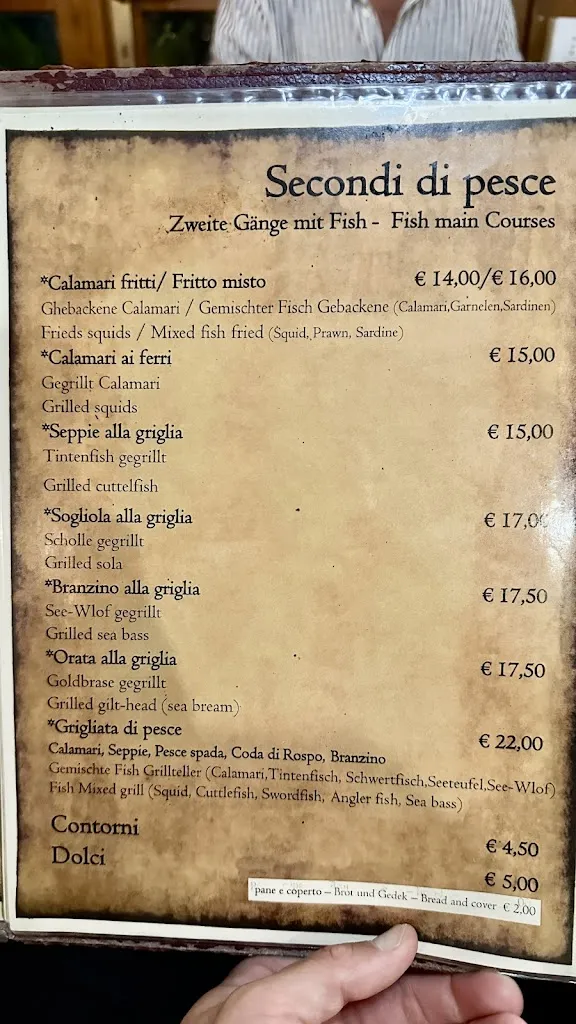 Secondi di pesce
Zweite Gänge mit Fish - Fish main Courses
*Calamari fritti/ Fritto misto € 14,00/€ 16,00
Ghebackene Calamari / Gemischter Fisch Gebackene (Calamari,Garnelen,Sardinen)
Frieds squids / Mixed fish fried (Squid, Prawn, Sardine)
*Calamari ai ferri € 15,00
Gegrillt Calamari
Grilled squids
*Seppie alla griglia € 15,00
Tintenfish gegrillt
Grilled cuttelfish
*Sogliola alla griglia € 17,00
Scholle gegrillt
Grilled sola
*Branzino alla griglia € 17,50
See-Wlof gegrillt
Grilled sea bass
*Orata alla griglia € 17,50
Goldbrase gegrillt
Grilled gilt-head (sea bream)
*Grigliata di pesce € 22,00
Calamari, Seppie, Pesce spada, Coda di Rospo, Branzino
Gemischte Fish Grillteller (Calamari,Tintenfisch, Schwertfisch,Seeteufel,See-Wlof)
Fish Mixed grill (Squid, Cuttlefish, Swordfish, Angler fish, Sea bass)
Contorni € 4,50
Dolci € 5,00
pane e coperto – Brot und Gedek – Bread and cover € 2,00